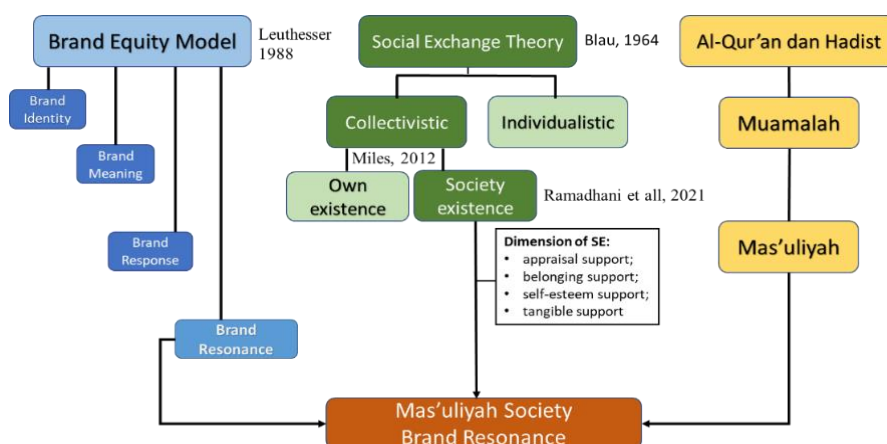 Brand Equity Model
Leuthesser
1988
Brand
Identity
Brand
Meaning
Brand
Response
Brand
Resonance
Social Exchange Theory
Blau, 1964
Collectivistic
Individualistic
Miles, 2012
Own
existence
Society
existence
Ramadhani et all, 2021
Dimension of SE:
• appraisal support;
• belonging support;
• self-esteem support;
• tangible support
Al-Qur'an dan Hadist
Muamalah
Mas'uliyah
Mas'uliyah Society
Brand Resonance